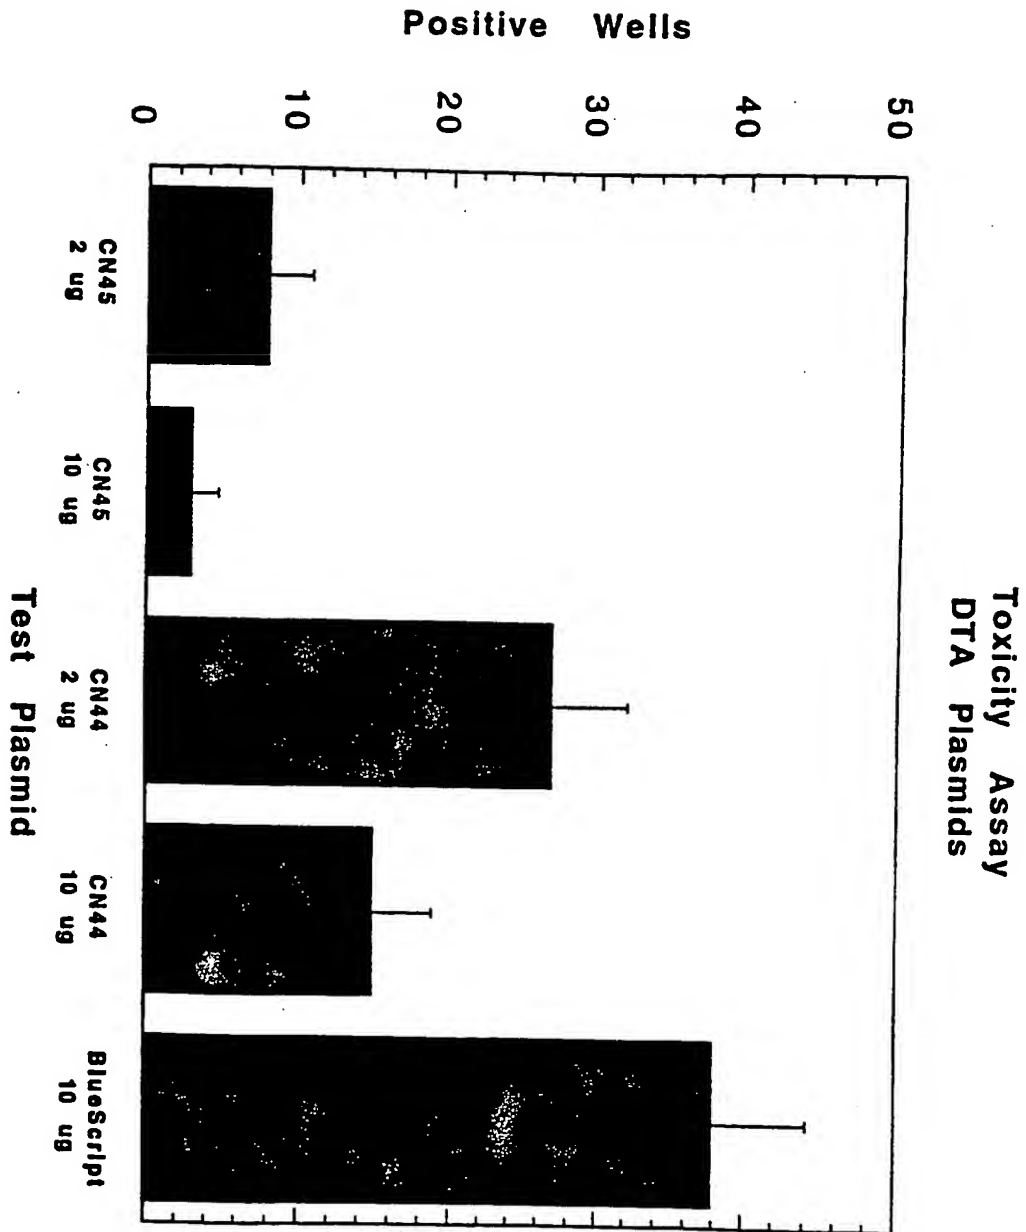 Toxicity Assay
DTA Plasmids
Positive Wells
50
40
30
20
10
0
CN45
2 ug
CN45
10 ug
CN44
2 ug
CN44
10 ug
BlueScript
10 ug
Test Plasmid